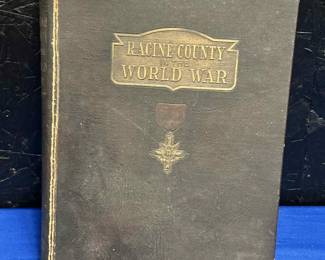 RACINE COUNTY
IN THE
WORLD WAR